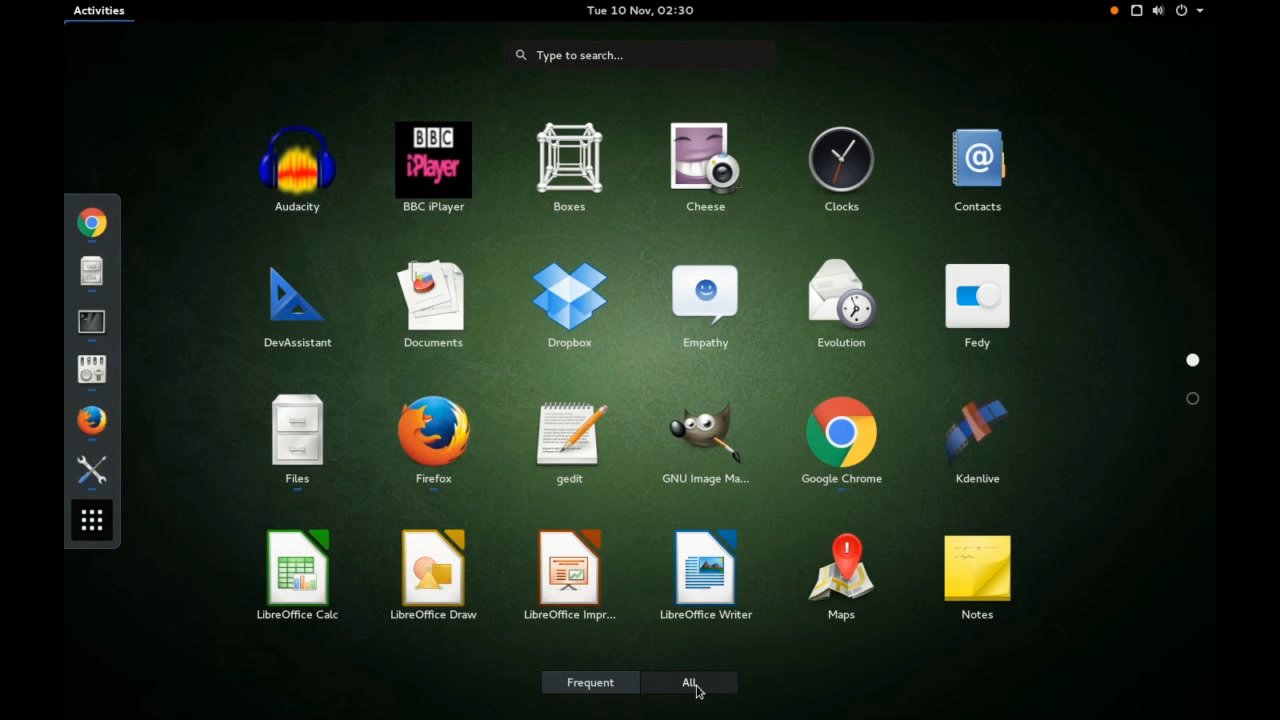 Activities
Tue 10 Nov, 02:30
Type to search...
Audacity
BBC iPlayer
Boxes
Cheese
Clocks
Contacts
BBC
iPlayer
DevAssistant
Documents
Dropbox
Empathy
Evolution
Fedy
Files
Firefox
gedit
GNU Image Ma...
Google Chrome
Kdenlive
LibreOffice Calc
LibreOffice Draw
LibreOffice Impr...
LibreOffice Writer
Maps
Notes
Frequent
All